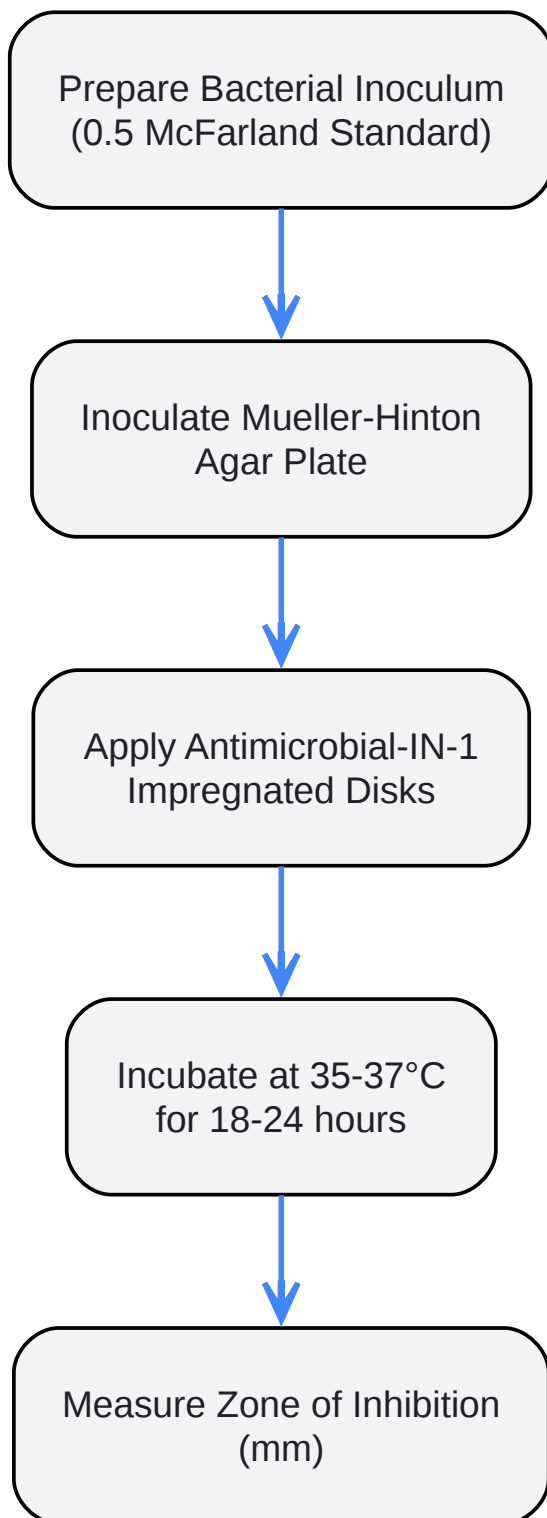 Prepare Bacterial Inoculum
(0.5 McFarland Standard)
Inoculate Mueller-Hinton
Agar Plate
Apply Antimicrobial-IN-1
Impregnated Disks
Incubate at 35-37°C
for 18-24 hours
Measure Zone of Inhibition
(mm)